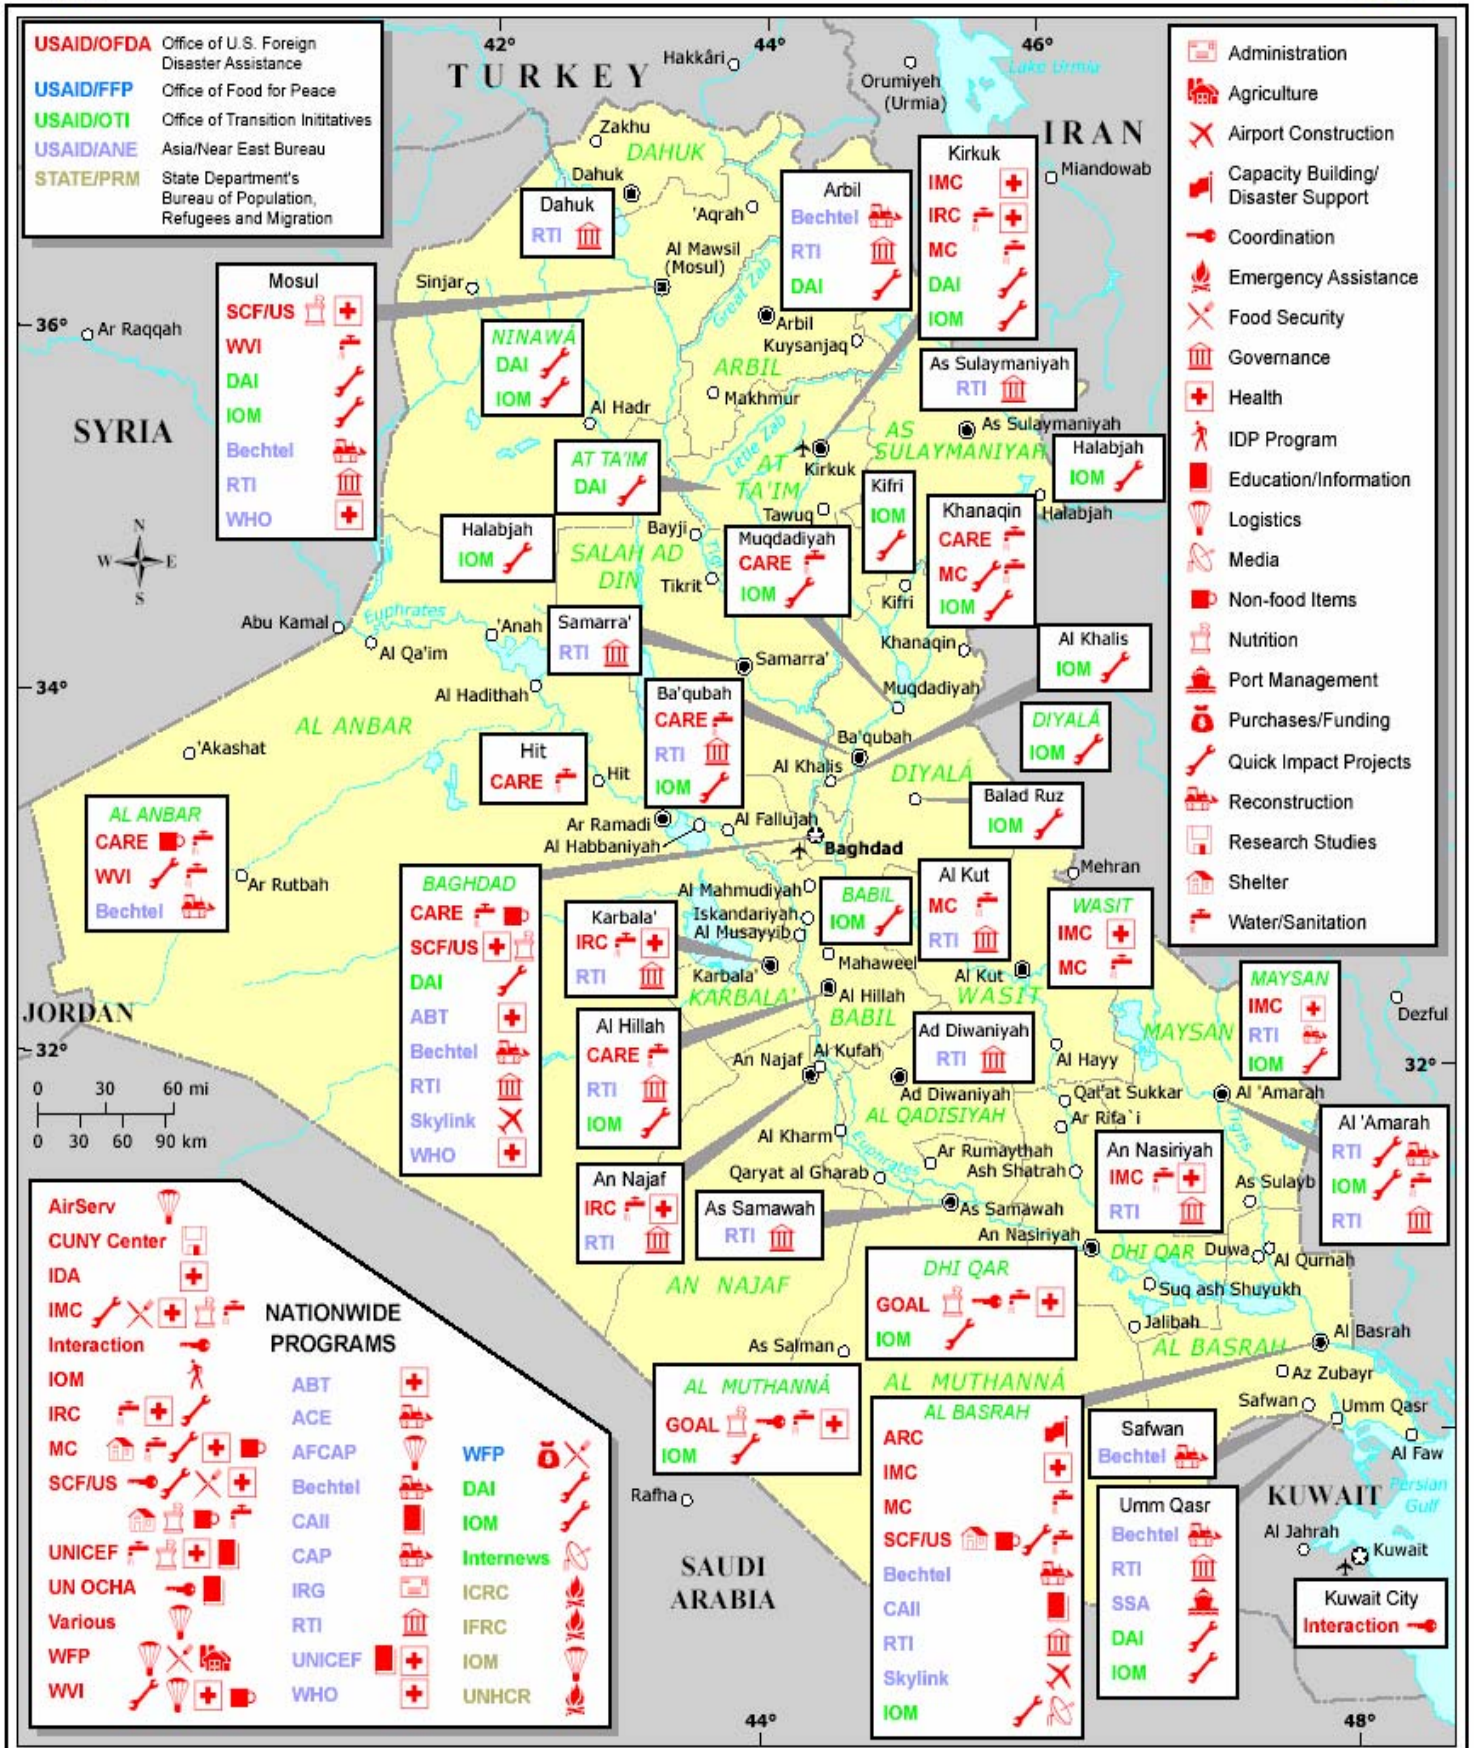 USAID/OFDA Office of U.S. Foreign
Disaster Assistance
USAID/FFP Office of Food for Peace
USAID/OTI Office of Transition Inititatives
USAID/ANE Asia/Near East Bureau
STATE/PRM State Department's
Bureau of Population,
Refugees and Migration
42°
44°
46°
TURKEY
Hakkâri
Orumiyeh
(Urmia)
Lake Urmia
IRAN
Miandowab
Administration
Agriculture
Airport Construction
Capacity Building/
Disaster Support
Coordination
Emergency Assistance
Food Security
Governance
Health
IDP Program
Education/Information
Logistics
Media
Non-food Items
Nutrition
Port Management
Purchases/Funding
Quick Impact Projects
Reconstruction
Research Studies
Shelter
Water/Sanitation
Zakhu
DAHUK
Dahuk
'Aqrah
Al Mawsil
(Mosul)
Sinjar
Great Zab
Arbil
Kuysanjaq
ARBIL
Makhmur
Al Hadr
Little Zab
Dahuk
RTI
Arbil
Bechtel
RTI
DAI
Kirkuk
IMC
IRC
MC
DAI
IOM
Mosul
SCF/US
WVI
DAI
IOM
Bechtel
RTI
WHO
NINAWÁ
DAI
IOM
As Sulaymaniyah
RTI
As Sulaymaniyah
AS
SULAYMANIYAH
Halabjah
IOM
Halabjah
36°
Ar Raqqah
SYRIA
N
W E
S
AT TA'IM
DAI
AT
TA'IM
Kirkuk
Tawuq
Kifri
IOM
Kifri
Khanaqin
CARE
MC
IOM
Khanaqin
Halabjah
IOM
SALAH AD
DIN
Bayji
Tikrit
Muqdadiyah
CARE
IOM
Muqdadiyah
Al Khalis
IOM
Abu Kamal
Euphrates
Al Qa'im
'Anah
Al Hadithah
Samarra'
RTI
Samarra'
34°
AL ANBAR
'Akashat
Hit
CARE
Hit
Ba'qubah
CARE
RTI
IOM
Ba'qubah
Al Khalis
DIYALÁ
DIYALÁ
IOM
Balad Ruz
IOM
Mehran
AL ANBAR
CARE
WVI
Bechtel
Ar Rutbah
Ar Ramadi
Al Habbaniyah
Al Fallujah
Baghdad
Al Mahmudiyah
Iskandariyah
Al Musayyib
BAGHDAD
CARE
SCF/US
DAI
ABT
Bechtel
RTI
Skylink
WHO
Karbala'
IRC
RTI
Karbala'
KARBALA'
BABIL
IOM
Mahaweel
Al Hillah
BABIL
Al Kut
MC
RTI
Al Kut
WASIT
WASIT
IMC
MC
MAYSAN
MAYSAN
IMC
RTI
IOM
Dezful
32°
JORDAN
32°
Al Hillah
CARE
RTI
IOM
An Najaf
Al Kufah
Ad Diwaniyah
RTI
Ad Diwaniyah
AL QADISIYAH
Al Hayy
Qal'at Sukkar
Ar Rifa`i
Al 'Amarah
Tigris
Al 'Amarah
RTI
IOM
RTI
0 30 60 mi
0 30 60 90 km
Al Kharm
Euphrates
Qaryat al Gharab
Ar Rumaythah
Ash Shatrah
An Nasiriyah
IMC
RTI
As Sulayb
An Najaf
IRC
RTI
As Samawah
RTI
As Samawah
An Nasiriyah
DHI QAR
Duwa
Al Qurnah
Suq ash Shuyukh
Jalibah
AN NAJAF
DHI QAR
GOAL
IOM
As Salman
AL BASRAH
Al Basrah
Az Zubayr
Safwan
Umm Qasr
Al Faw
AL MUTHANNÁ
GOAL
IOM
AL MUTHANNÁ
AL BASRAH
ARC
IMC
MC
SCF/US
Bechtel
CAII
RTI
Skylink
IOM
Safwan
Bechtel
Umm Qasr
Bechtel
RTI
SSA
DAI
IOM
KUWAIT
Persian
Gulf
Al Jahrah
Kuwait
Kuwait City
Interaction
Rafha
SAUDI
ARABIA
AirServ
CUNY Center
IDA
IMC
Interaction
IOM
IRC
MC
SCF/US
UNICEF
UN OCHA
Various
WFP
WVI
NATIONWIDE
PROGRAMS
ABT
ACE
AFCAP
Bechtel
CAII
CAP
IRG
RTI
UNICEF
WHO
WFP
DAI
IOM
Internews
ICRC
IFRC
IOM
UNHCR
44°
48°